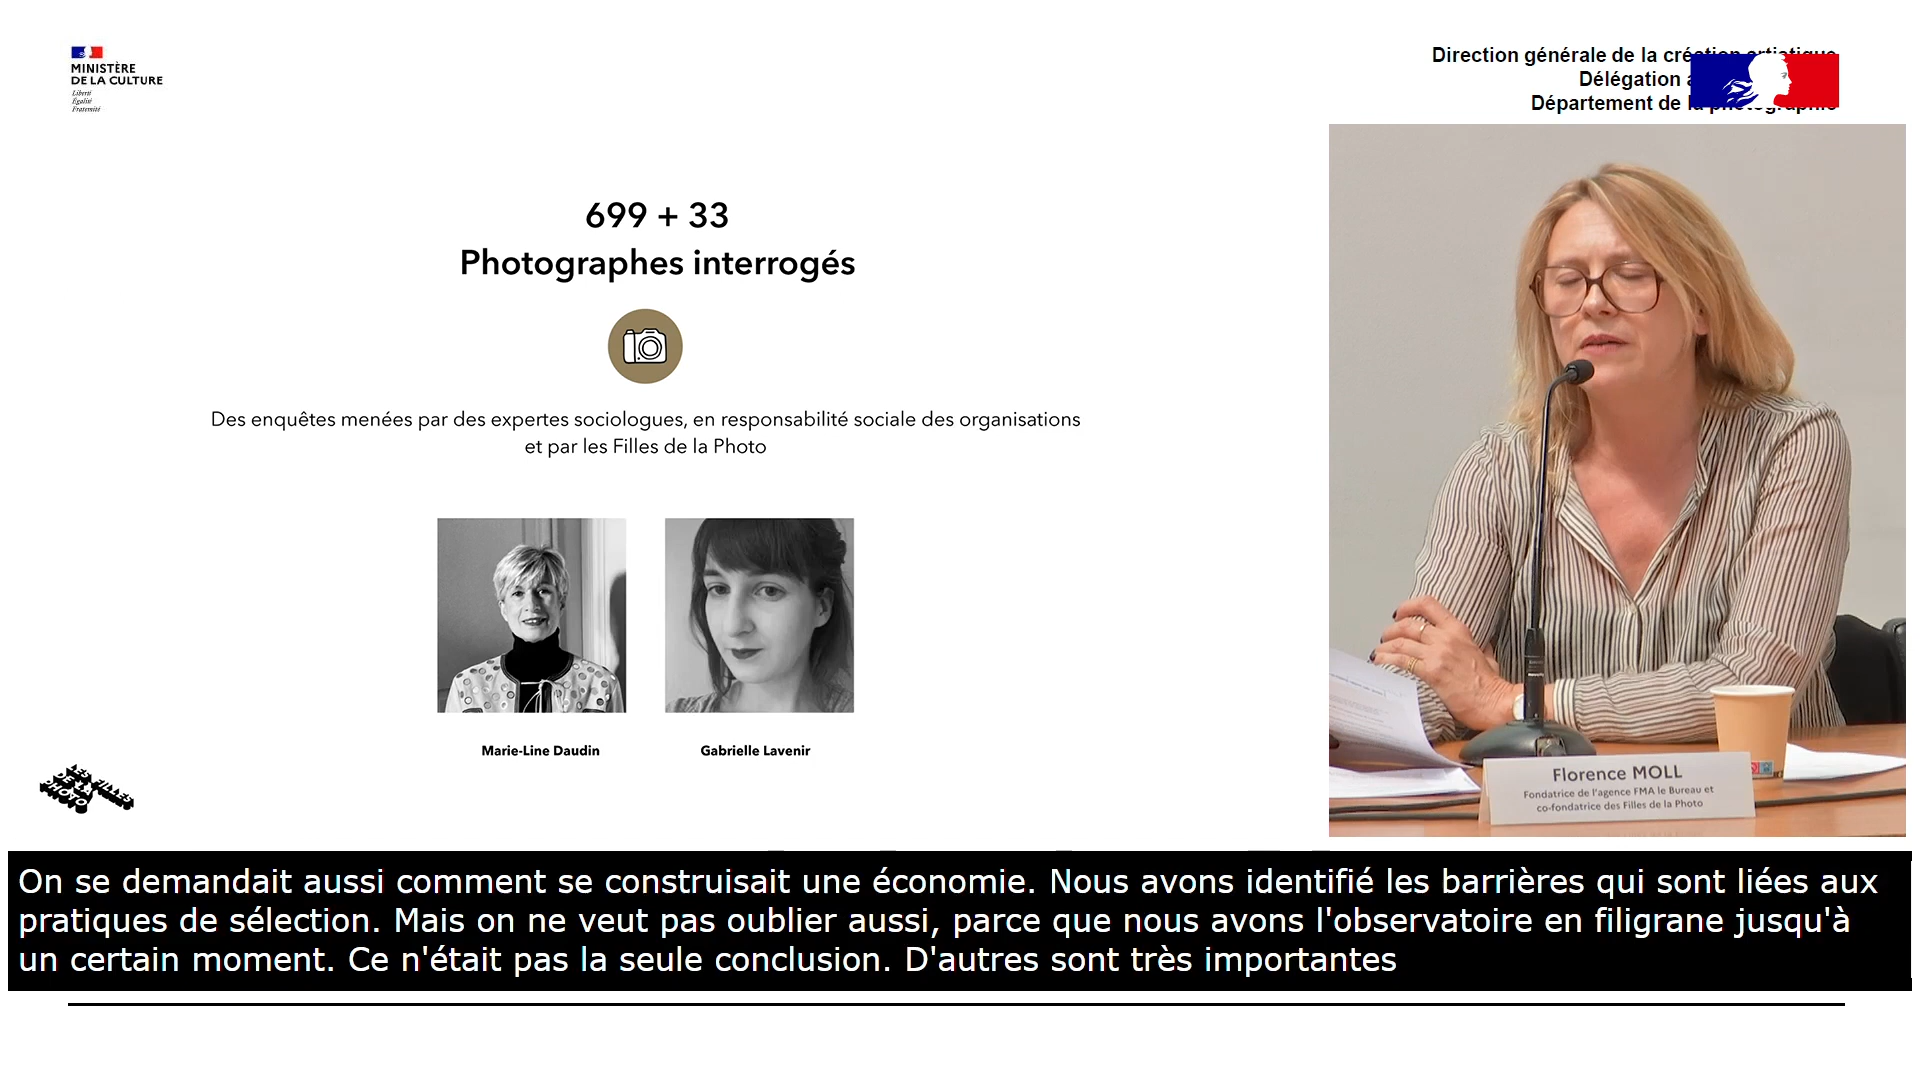 MINISTÈRE
DE LA CULTURE
Liberté
Égalité
Fraternité
Direction générale de la création artistique
Délégation
Département de la photographie
699 + 33
Photographes interrogés
Des enquêtes menées par des expertes sociologues, en responsabilité sociale des organisations
et par les Filles de la Photo
Marie-Line Daudin
Gabrielle Lavenir
LES FILLES
DE LA
PHOTO
Florence MOLL
Fondatrice de l'agence FMA le Bureau et
co-fondatrice des Filles de la Photo
On se demandait aussi comment se construisait une économie. Nous avons identifié les barrières qui sont liées aux
pratiques de sélection. Mais on ne veut pas oublier aussi, parce que nous avons l'observatoire en filigrane jusqu'à
un certain moment. Ce n'était pas la seule conclusion. D'autres sont très importantes